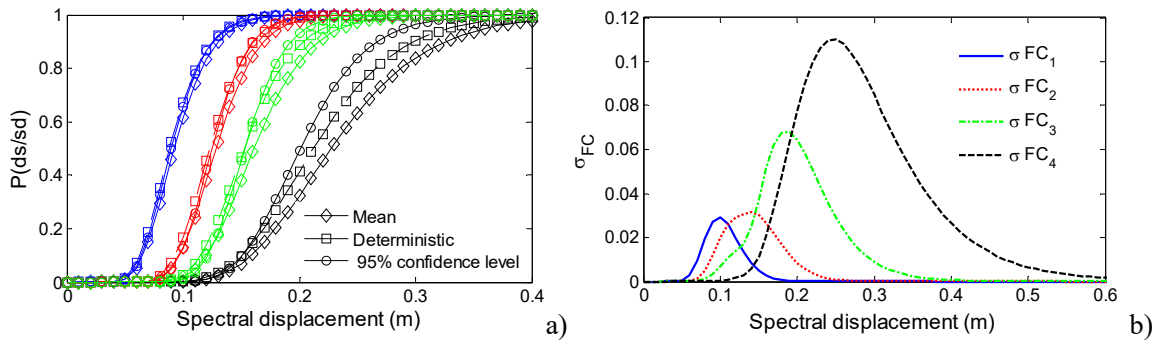 1
0.8
0.6
0.4
0.2
0
P(ds/sd)
Mean
Deterministic
95% confidence level
0 0.1 0.2 0.3 0.4
Spectral displacement (m)
a)
0.12
0.10
0.08
0.06
0.04
0.02
0.00
σFC
σ FC1
σ FC2
σ FC3
σ FC4
0 0.1 0.2 0.3 0.4 0.5 0.6
Spectral displacement (m)
b)